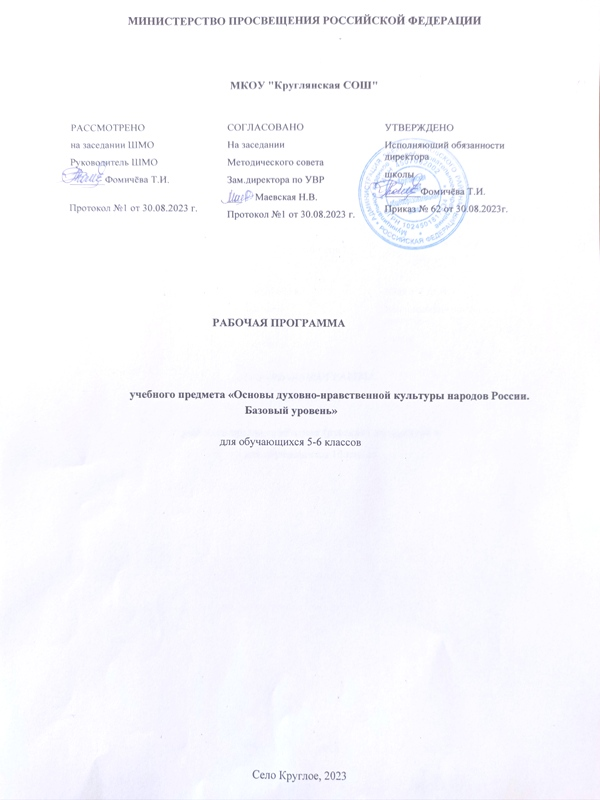 МИНИСТЕРСТВО ПРОСВЕЩЕНИЯ РОССИЙСКОЙ ФЕДЕРАЦИИ
МКОУ "Круглянская СОШ"
РАССМОТРЕНО
на заседании ШМО
Руководитель ШМО
Фомичёва Т.И.
Протокол №1 от 30.08.2023 г.
СОГЛАСОВАНО
На заседании
Методического совета
Зам.директора по УВР
Маевская Н.В.
Протокол №1 от 30.08.2023 г.
УТВЕРЖДЕНО
Исполняющий обязанности
директора
школы
Фомичёва Т.И.
Приказ № 62 от 30.08.2023г.
РОССИЙСКАЯ ФЕДЕРАЦИЯ
РАБОЧАЯ ПРОГРАММА
учебного предмета «Основы духовно-нравственной культуры народов России.
Базовый уровень»
для обучающихся 5-6 классов
Село Круглое, 2023